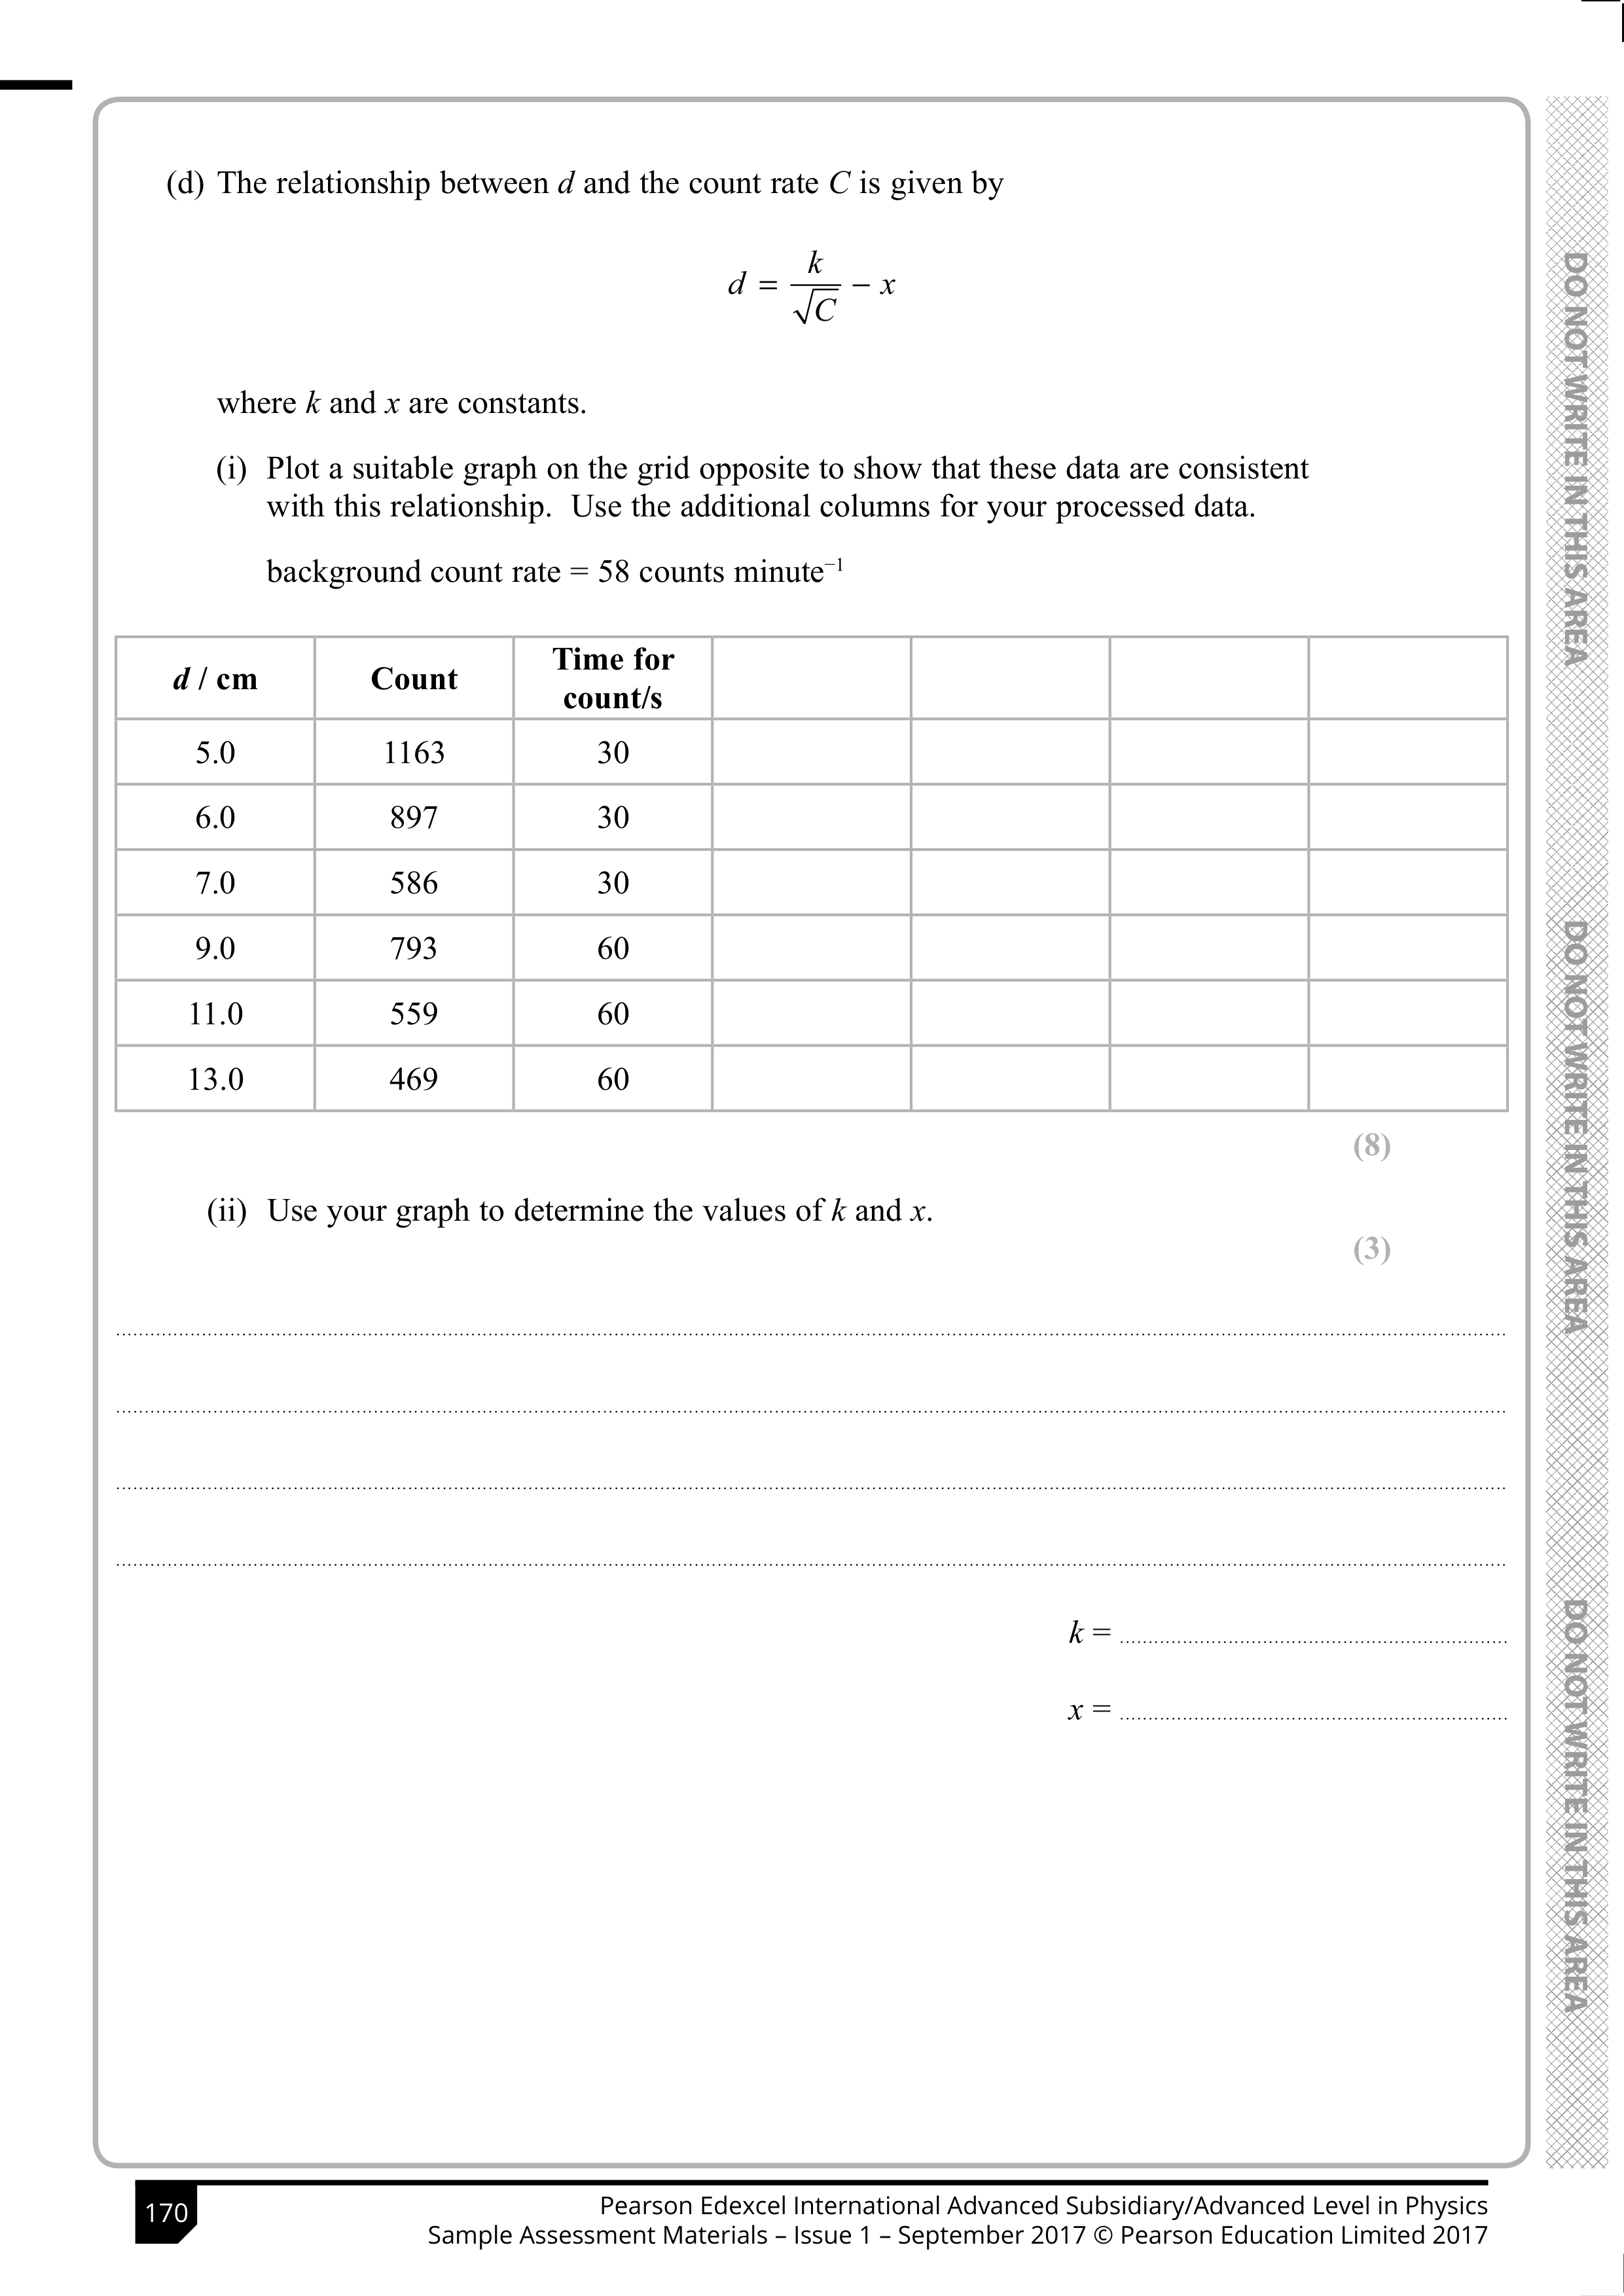 (d) The relationship between d and the count rate C is given by
d = k/√C − x
where k and x are constants.
(i) Plot a suitable graph on the grid opposite to show that these data are consistent
with this relationship. Use the additional columns for your processed data.
background count rate = 58 counts minute⁻¹
d / cm Count Time for count/s
5.0 1163 30
6.0 897 30
7.0 586 30
9.0 793 60
11.0 559 60
13.0 469 60
(8)
(ii) Use your graph to determine the values of k and x.
(3)
k =
x =
170
Pearson Edexcel International Advanced Subsidiary/Advanced Level in Physics
Sample Assessment Materials – Issue 1 – September 2017 © Pearson Education Limited 2017
DO NOT WRITE IN THIS AREA
DO NOT WRITE IN THIS AREA
DO NOT WRITE IN THIS AREA